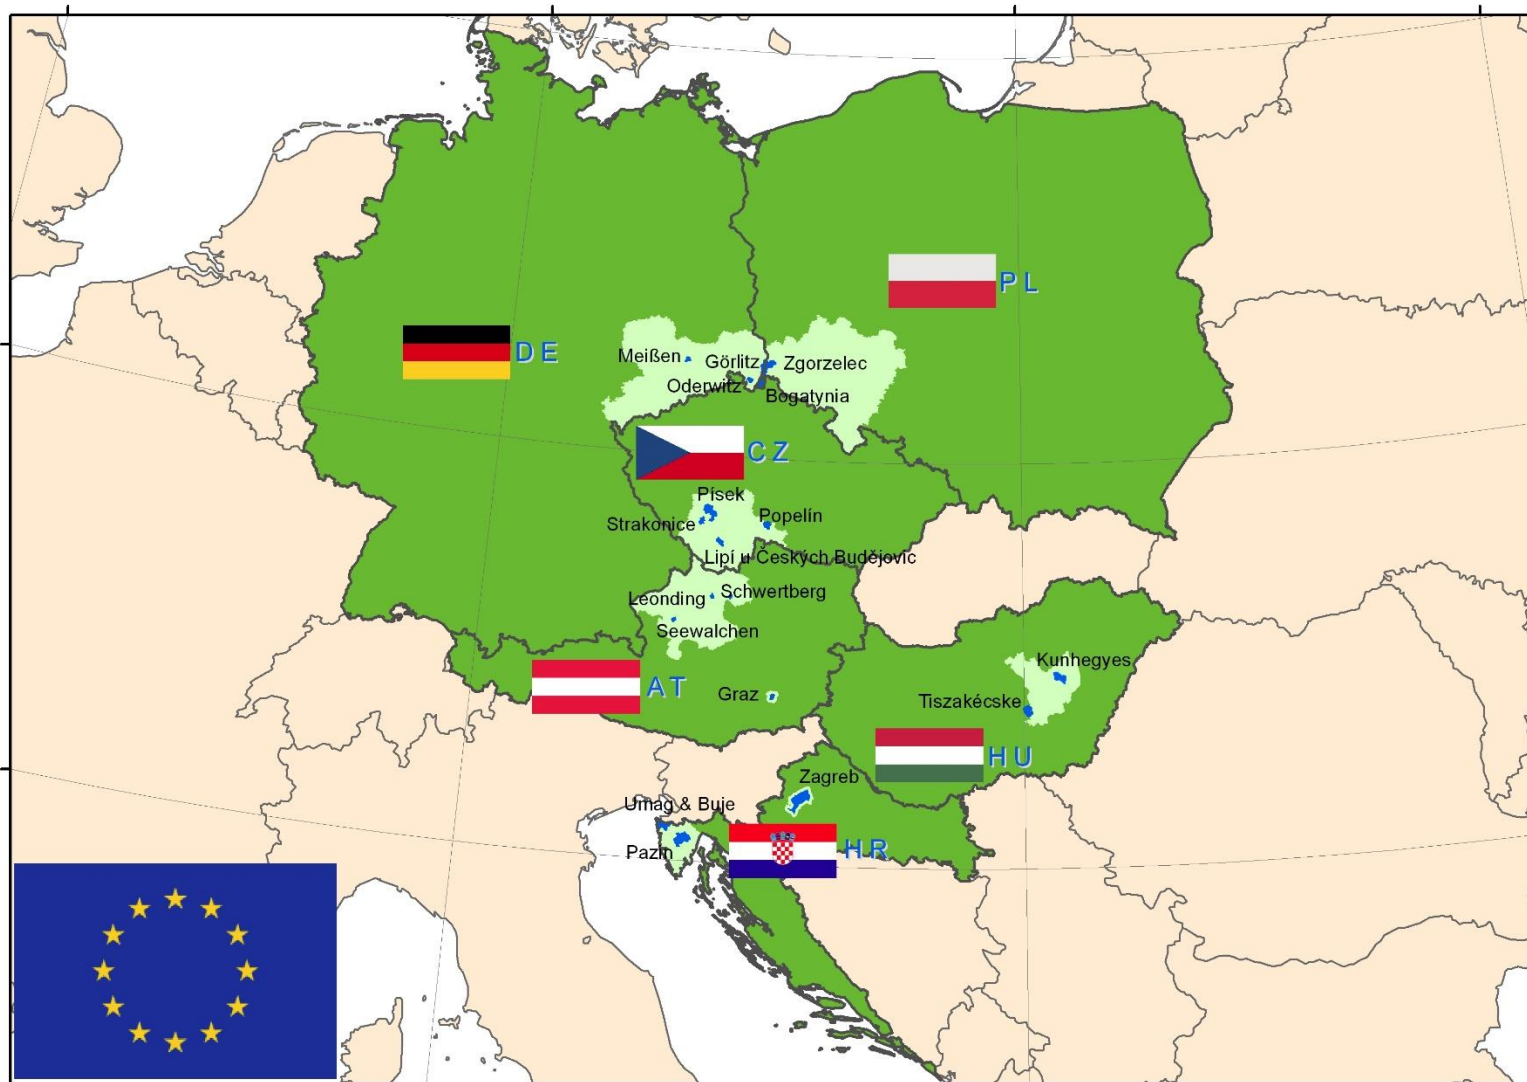 PL
DE
Meißen
Görlitz
Zgorzelec
Oderwitz
Bogatynia
CZ
Písek
Strakonice
Popelín
Lipí u Českých Budějovic
Leonding
Schwertberg
Seewalchen
Kunhegyes
AT
Graz
Tiszakécske
HU
Zagreb
Umag & Buje
Pazin
HR